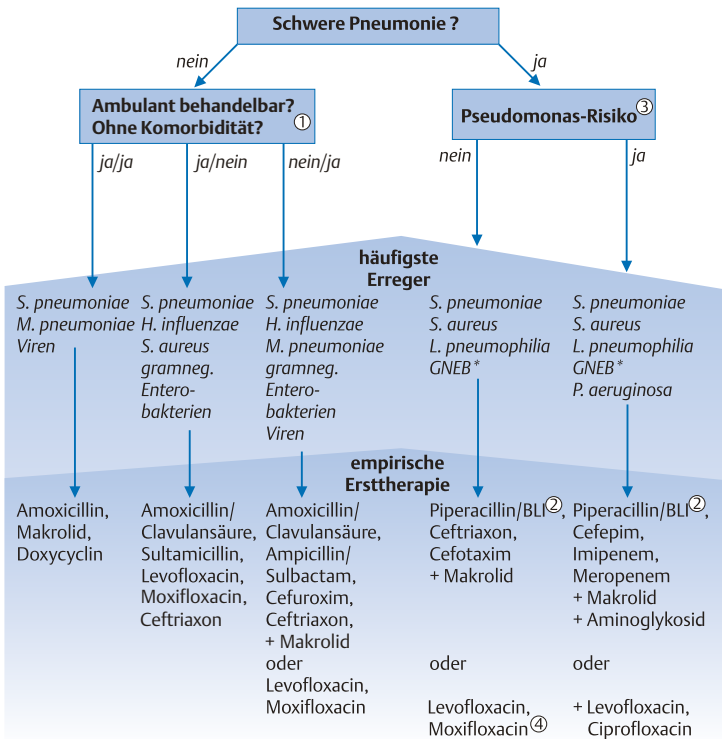 Schwere Pneumonie ?
nein
ja
Ambulant behandelbar?
Ohne Komorbidität? ①
Pseudomonas-Risiko ③
ja/ja
ja/nein
nein/ja
nein
ja
häufigste
Erreger
S. pneumoniae
M. pneumoniae
Viren
S. pneumoniae
H. influenzae
S. aureus
gramneg.
Entero-
bakterien
S. pneumoniae
H. influenzae
M. pneumoniae
gramneg.
Entero-
bakterien
Viren
S. pneumoniae
S. aureus
L. pneumophilia
GNEB*
S. pneumoniae
S. aureus
L. pneumophilia
GNEB*
P. aeruginosa
empirische
Ersttherapie
Amoxicillin,
Makrolid,
Doxycyclin
Amoxicillin/
Clavulansäure,
Sultamicillin,
Levofloxacin,
Moxifloxacin,
Ceftriaxon
Amoxicillin/
Clavulansäure,
Ampicillin/
Sulbactam,
Cefuroxim,
Ceftriaxon,
+ Makrolid
oder
Levofloxacin,
Moxifloxacin
Piperacillin/BLI②,
Ceftriaxon,
Cefotaxim
+ Makrolid
oder
Levofloxacin,
Moxifloxacin④
Piperacillin/BLI②,
Cefepim,
Imipenem,
Meropenem
+ Makrolid
+ Aminoglykosid
oder
+ Levofloxacin,
Ciprofloxacin